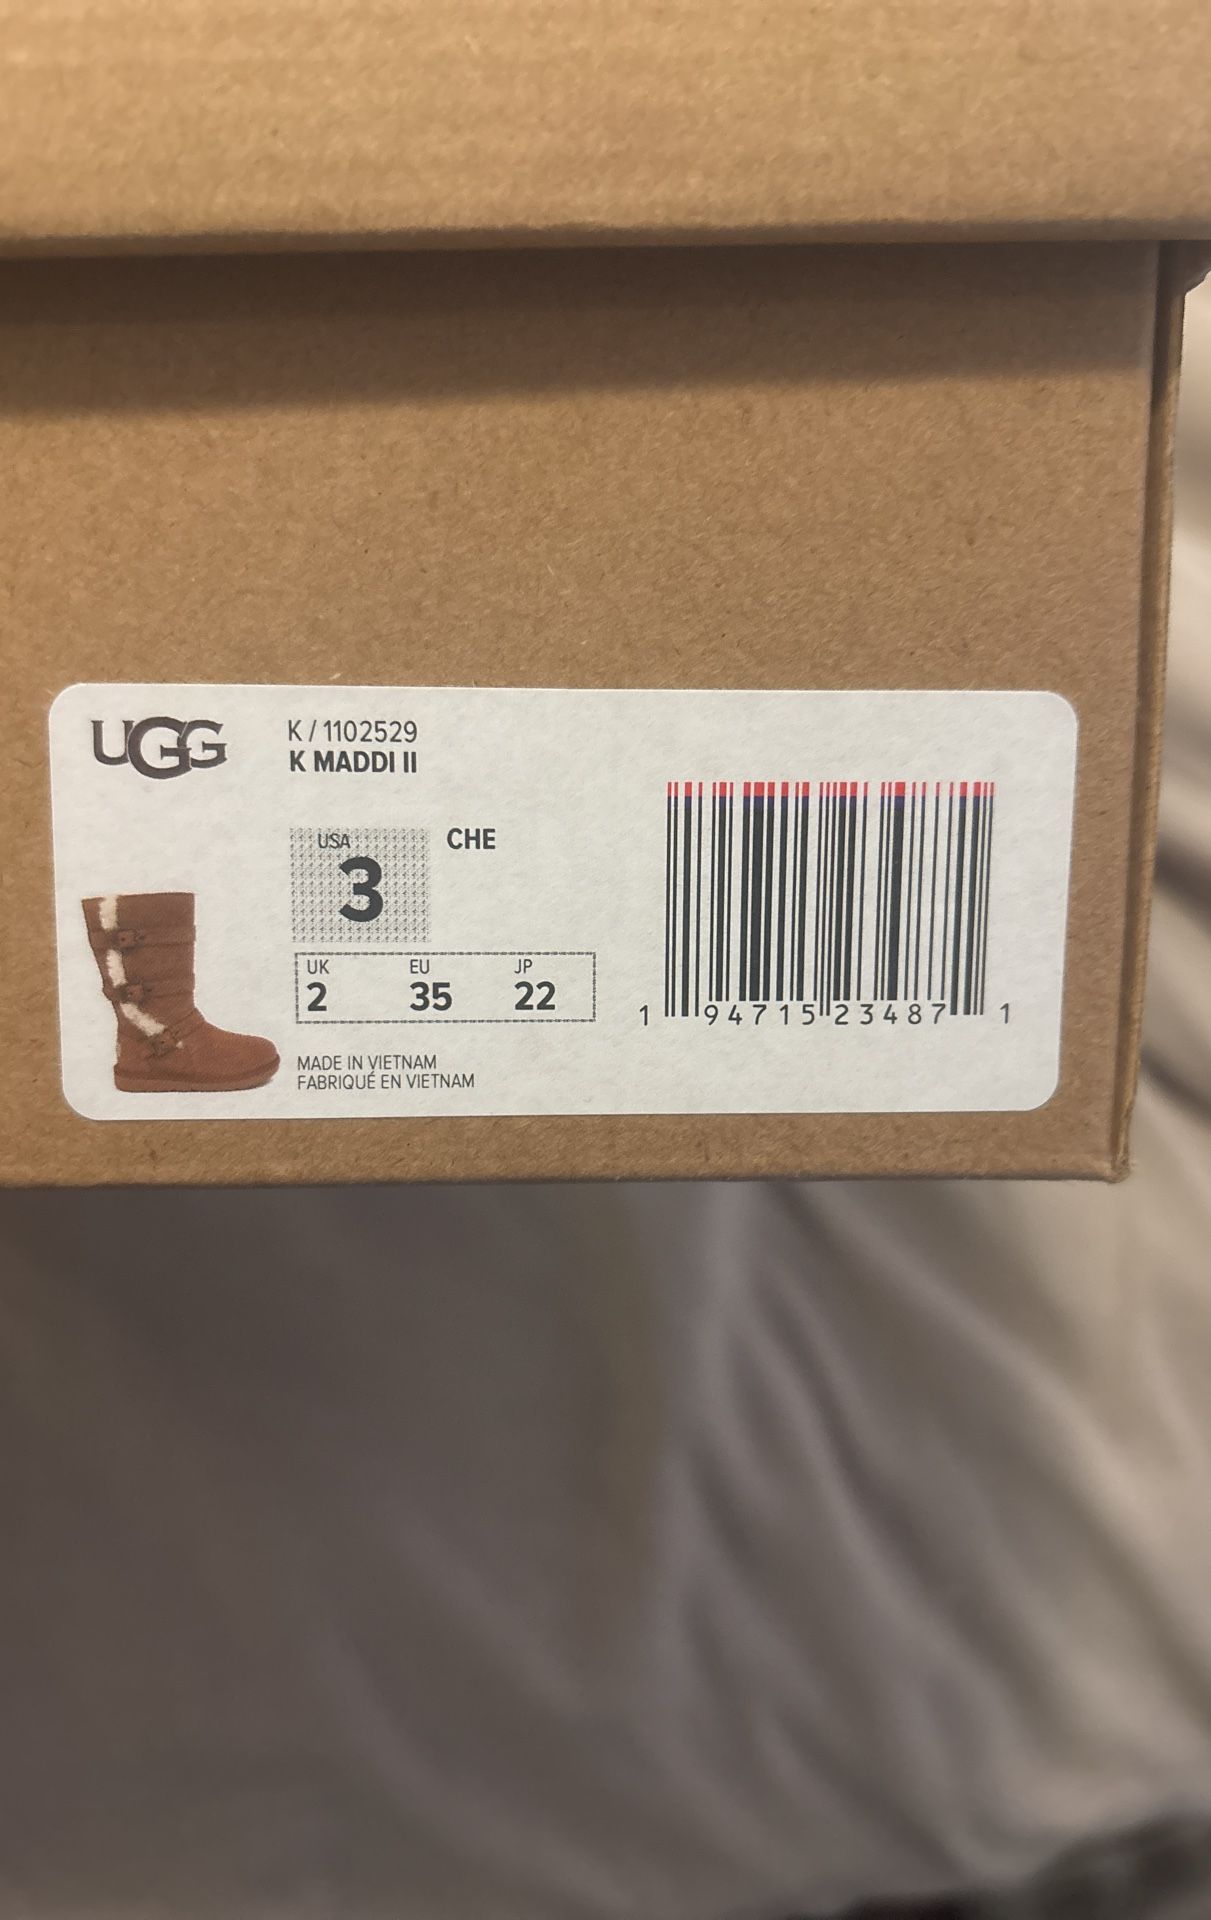 UGG
K / 1102529
K MADDI II
USA
3
CHE
UK EU JP
2 35 22
MADE IN VIETNAM
FABRIQUÉ EN VIETNAM
1 94715 23487 1